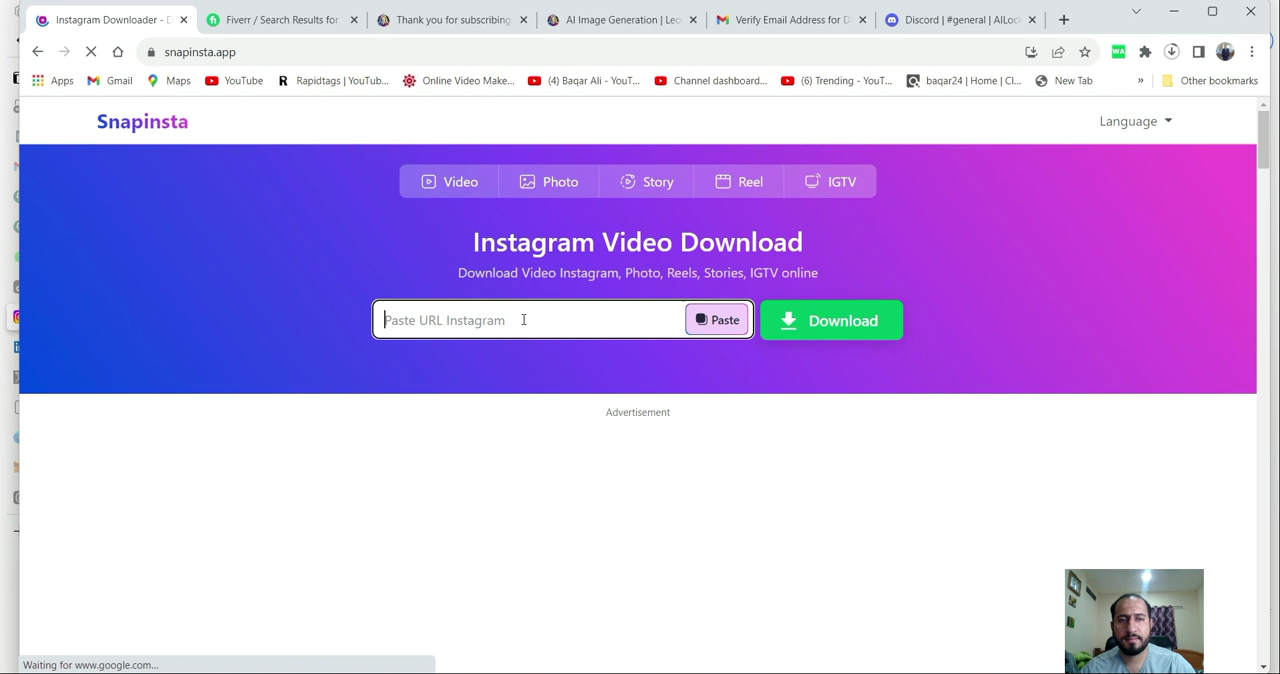 Instagram Downloader - D
Fiverr / Search Results for
Thank you for subscribing
AI Image Generation | Leo
Verify Email Address for D
Discord | #general | AILoc
snapinsta.app
WA
Apps
Gmail
Maps
YouTube
Rapidtags | YouTub...
Online Video Make...
(4) Baqar Ali - YouT...
Channel dashboard...
(6) Trending - YouT...
baqar24 | Home | Cl...
New Tab
»
Other bookmarks
Snapinsta
Language
Video
Photo
Story
Reel
IGTV
Instagram Video Download
Download Video Instagram, Photo, Reels, Stories, IGTV online
Paste URL Instagram
Paste
Download
Advertisement
Waiting for www.google.com...